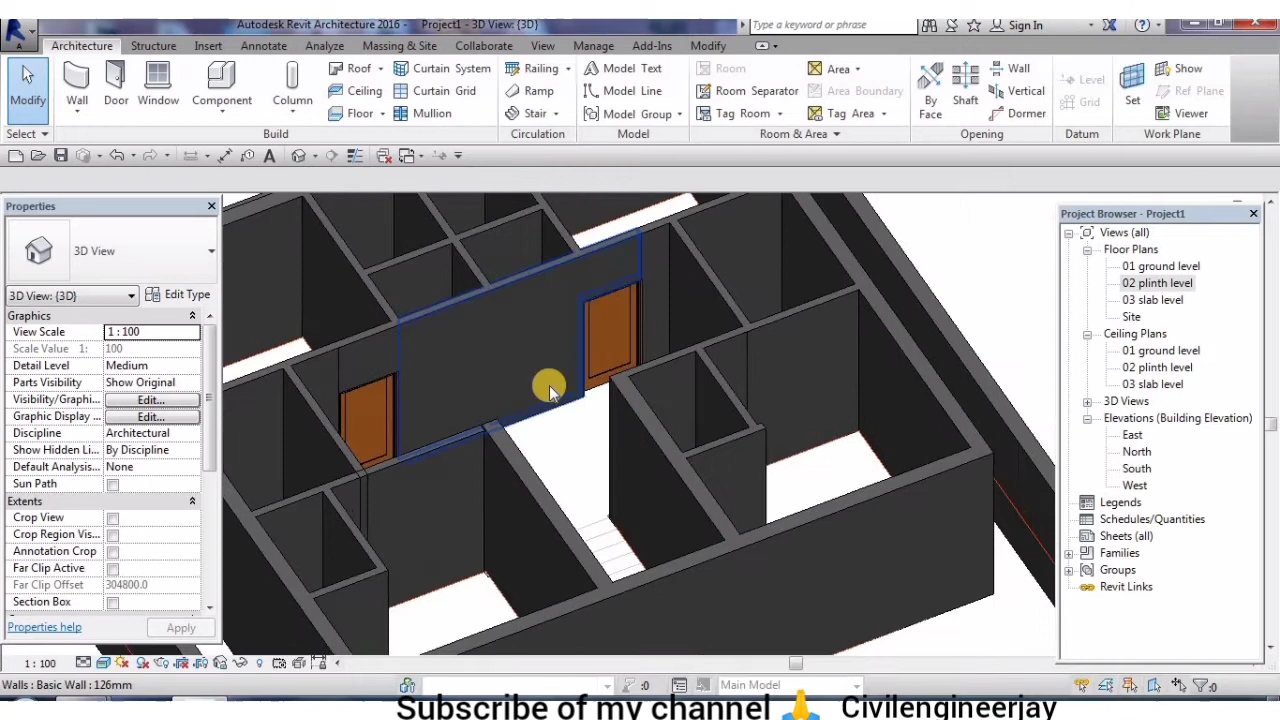 Autodesk Revit Architecture 2016 - Project1 - 3D View: {3D}
Type a keyword or phrase
Sign In
Architecture Structure Insert Annotate Analyze Massing & Site Collaborate View Manage Add-Ins Modify
Modify Wall Door Window Component Column
Roof Curtain System
Ceiling Curtain Grid
Floor Mullion
Railing
Ramp
Stair
Model Text
Model Line
Model Group
Room
Room Separator
Tag Room
Area
Area Boundary
Tag Area
By Face
Shaft
Wall
Vertical
Dormer
Level
Grid
Set
Show
Ref Plane
Viewer
Select Build Circulation Model Room & Area Opening Datum Work Plane
Properties
3D View
3D View: {3D} Edit Type
Graphics
View Scale 1 : 100
Scale Value 1: 100
Detail Level Medium
Parts Visibility Show Original
Visibility/Graphi... Edit...
Graphic Display ... Edit...
Discipline Architectural
Show Hidden Li... By Discipline
Default Analysis... None
Sun Path
Extents
Crop View
Crop Region Vis...
Annotation Crop
Far Clip Active
Far Clip Offset 304800.0
Section Box
Properties help Apply
Project Browser - Project1
Views (all)
Floor Plans
01 ground level
02 plinth level
03 slab level
Site
Ceiling Plans
01 ground level
02 plinth level
03 slab level
3D Views
Elevations (Building Elevation)
East
North
South
West
Legends
Schedules/Quantities
Sheets (all)
Families
Groups
Revit Links
1 : 100
Walls : Basic Wall : 126mm
:0
Main Model
:0
Subscribe of my channel 🙏 Civilengineerjay